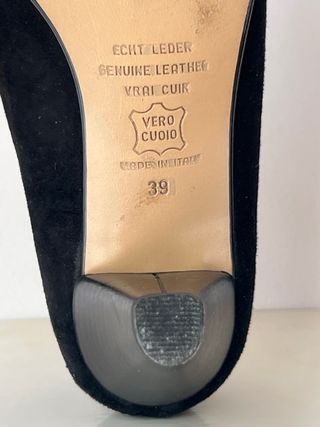 ECHT LEDER
GENUINE LEATHER
VRAI CUIR
VERO
CUOIO
MADE IN ITALY
39